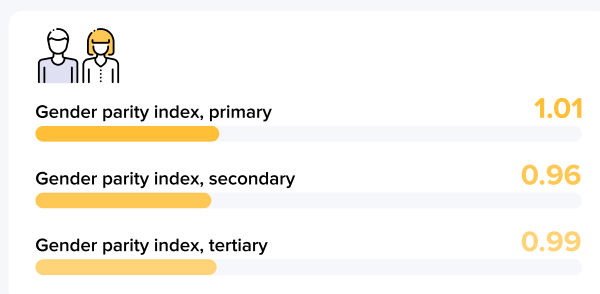 Gender parity index, primary 1.01
Gender parity index, secondary 0.96
Gender parity index, tertiary 0.99